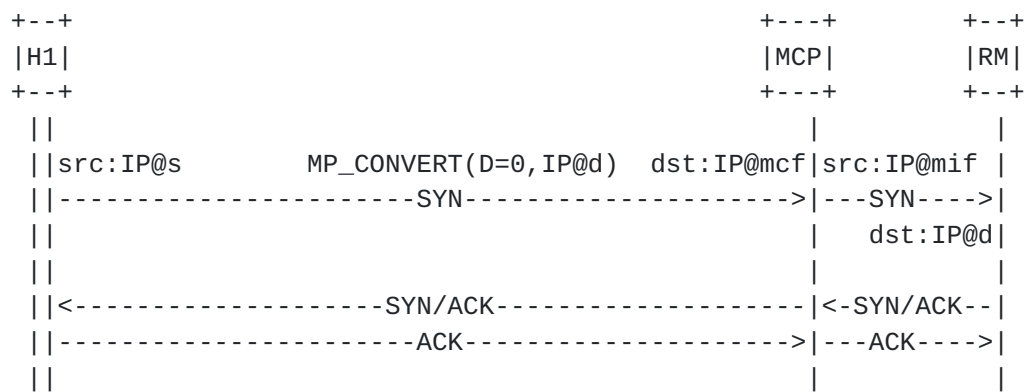 +--+                                            +---+        +--+
|H1|                                            |MCP|        |RM|
+--+                                            +---+        +--+
 ||                                                |           |
 ||src:IP@s        MP_CONVERT(D=0,IP@d)  dst:IP@mcf|src:IP@mif |
 ||-----------------------SYN--------------------->|---SYN---->|
 ||                                                |   dst:IP@d|
 ||                                                |           |
 ||<---------------------SYN/ACK-------------------|<-SYN/ACK--|
 ||-----------------------ACK--------------------->|---ACK---->|
 ||                                                |           |